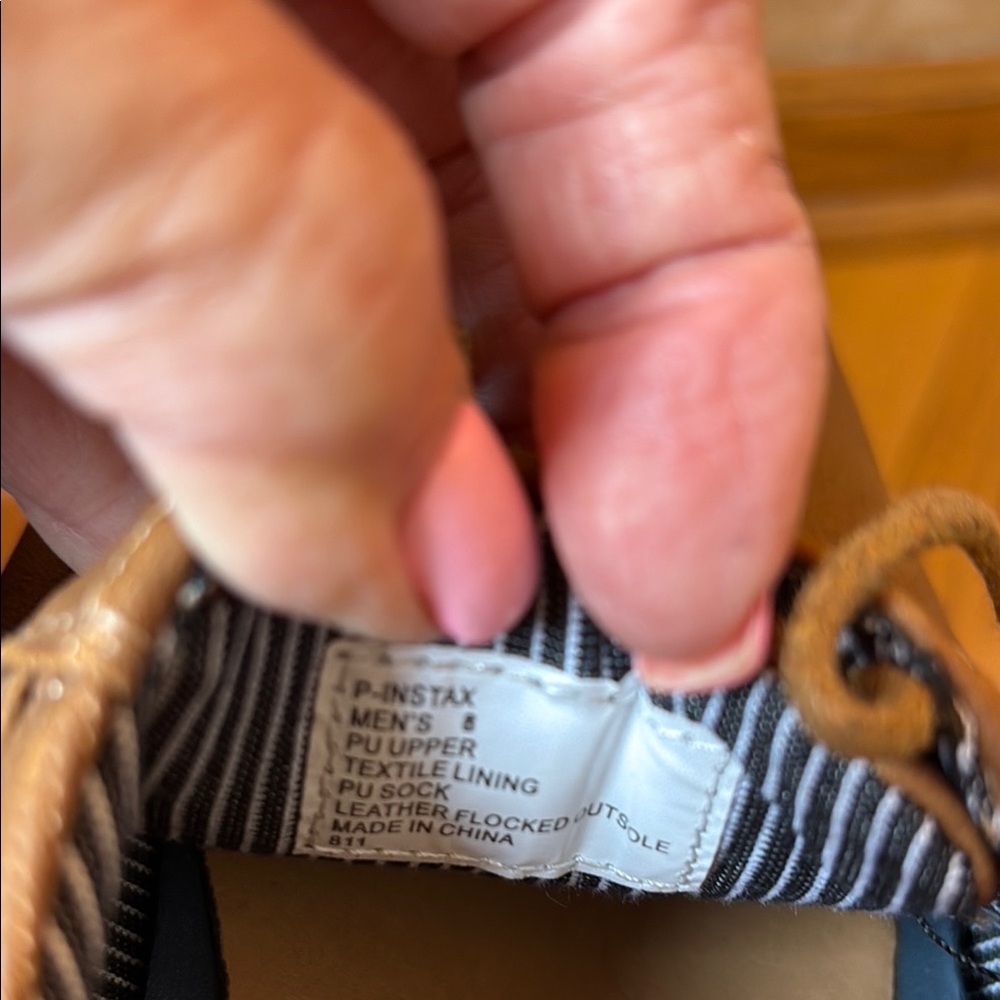 P-INSTAX
MEN'S 8
PU UPPER
TEXTILE LINING
PU SOCK
LEATHER FLOCKED OUTSOLE
MADE IN CHINA
811